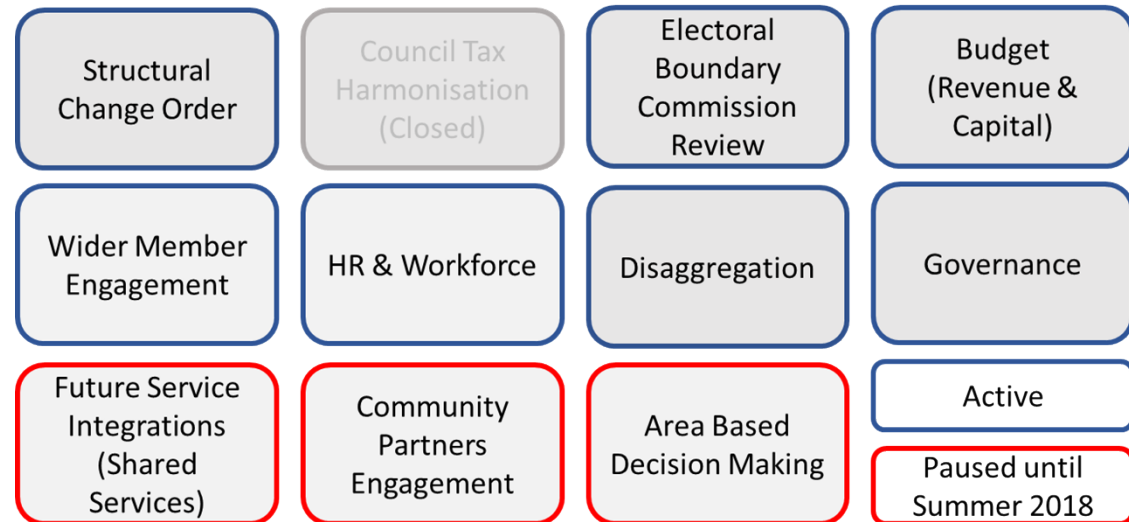 Structural
Change Order
Council Tax
Harmonisation
(Closed)
Electoral
Boundary
Commission
Review
Budget
(Revenue &
Capital)
Wider Member
Engagement
HR & Workforce
Disaggregation
Governance
Future Service
Integrations
(Shared
Services)
Community
Partners
Engagement
Area Based
Decision Making
Active
Paused until
Summer 2018